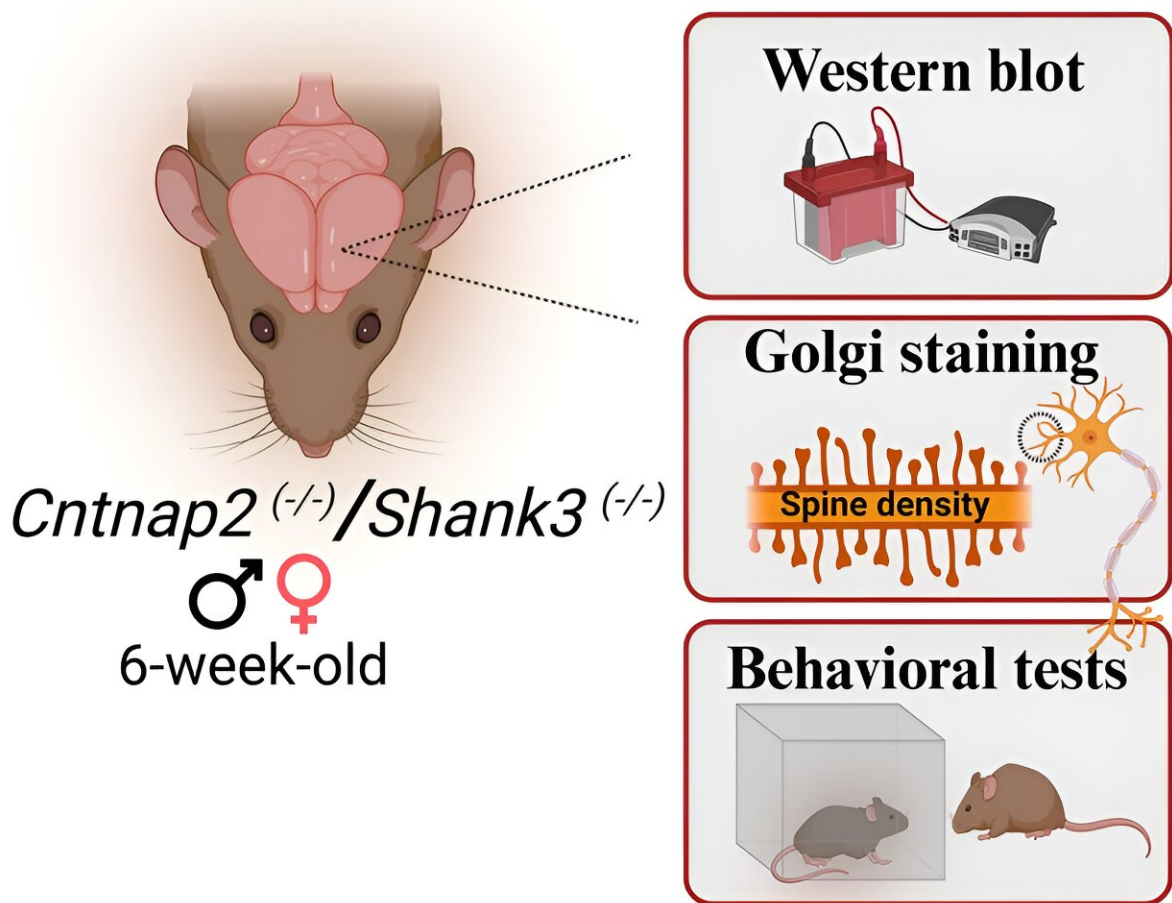 Cntnap2 (-/-) / Shank3 (-/-)
♂♀
6-week-old
Western blot
Golgi staining
Spine density
Behavioral tests